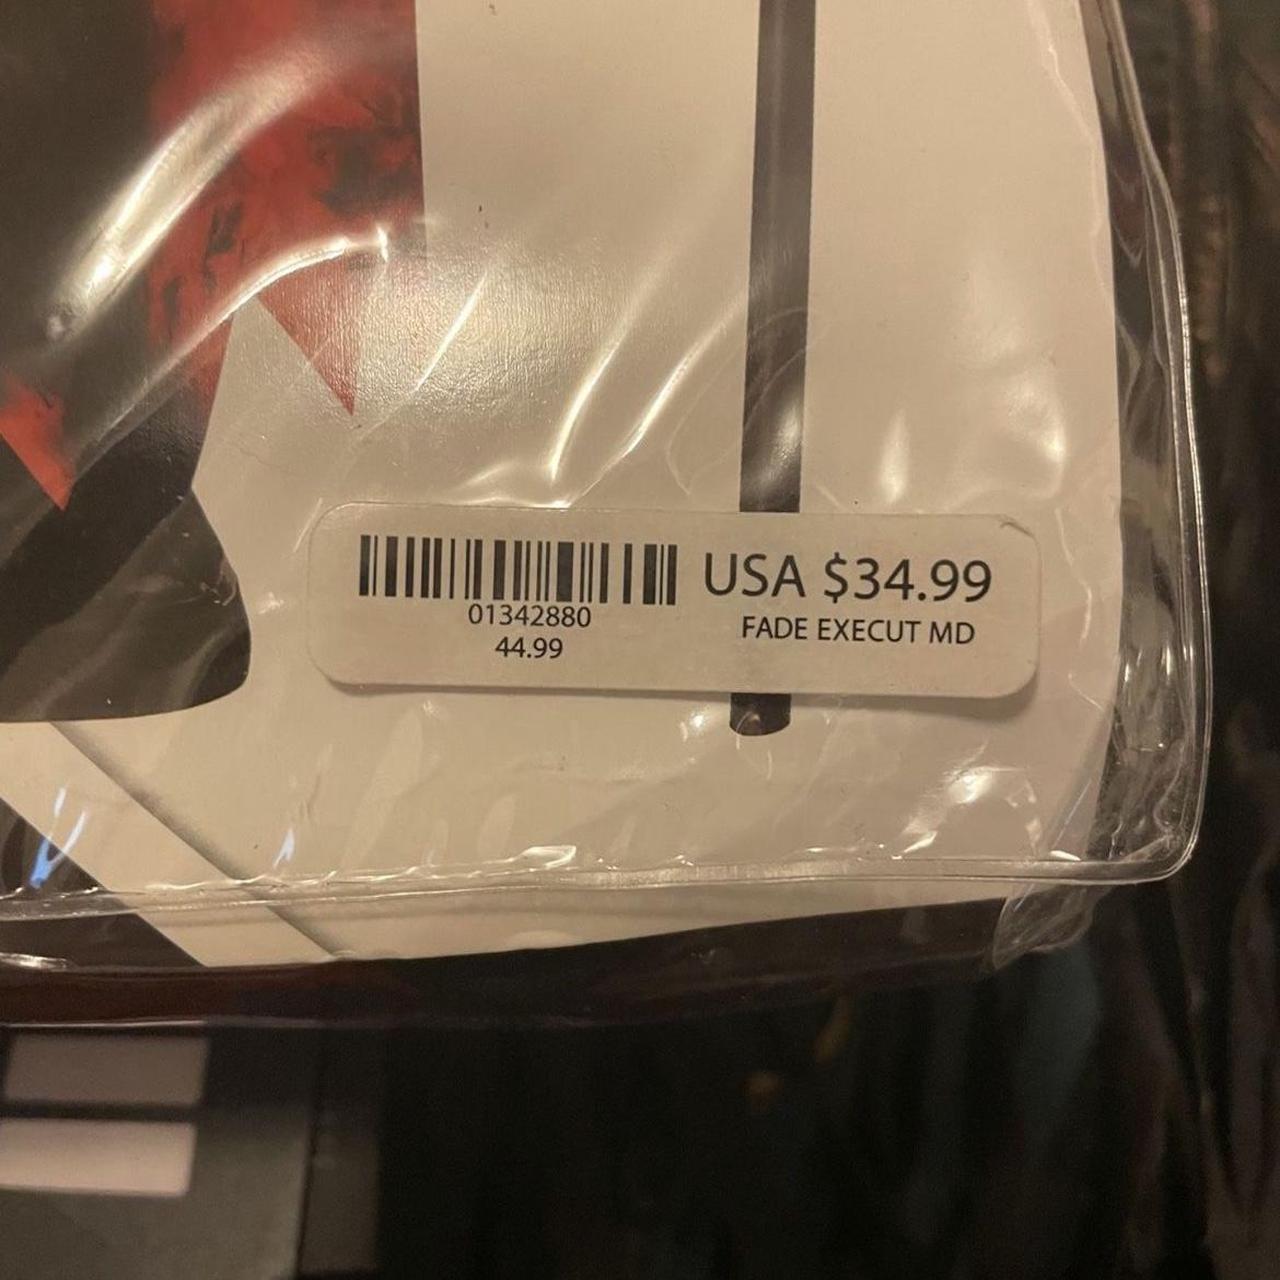 USA $34.99
01342880
FADE EXECUT MD
44.99